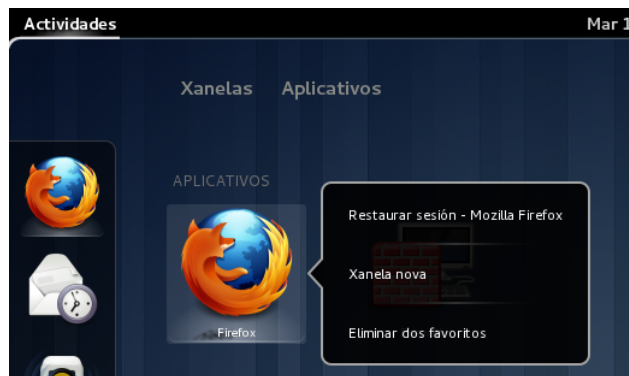 Actividades Mar 1
Xanelas Aplicativos
APLICATIVOS
Restaurar sesión - Mozilla Firefox
Xanela nova
Firefox Eliminar dos favoritos